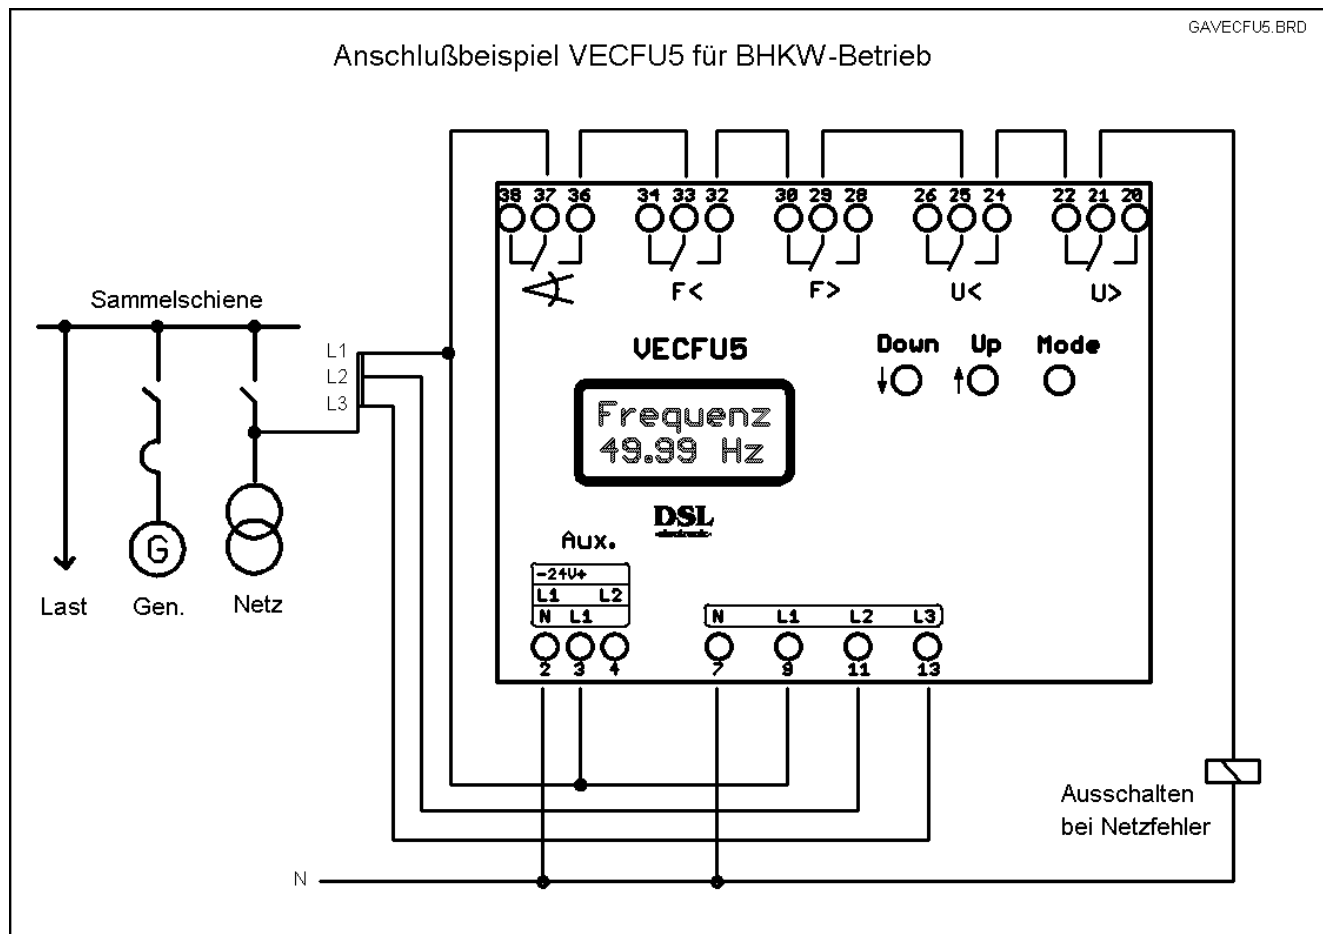 GAVECFU5.BRD
Anschlußbeispiel VECFU5 für BHKW-Betrieb
38 37 36 34 33 32 30 29 28 26 25 24 22 21 20
F< F> U< U>
Sammelschiene
L1
L2
L3
VECFU5
Down Up Mode
Frequenz
49.99 Hz
DSL
-electronic-
Aux.
-24V+
L1 L2
N L1
N L1 L2 L3
2 3 4 7 9 11 13
G
Last Gen. Netz
Ausschalten
bei Netzfehler
N